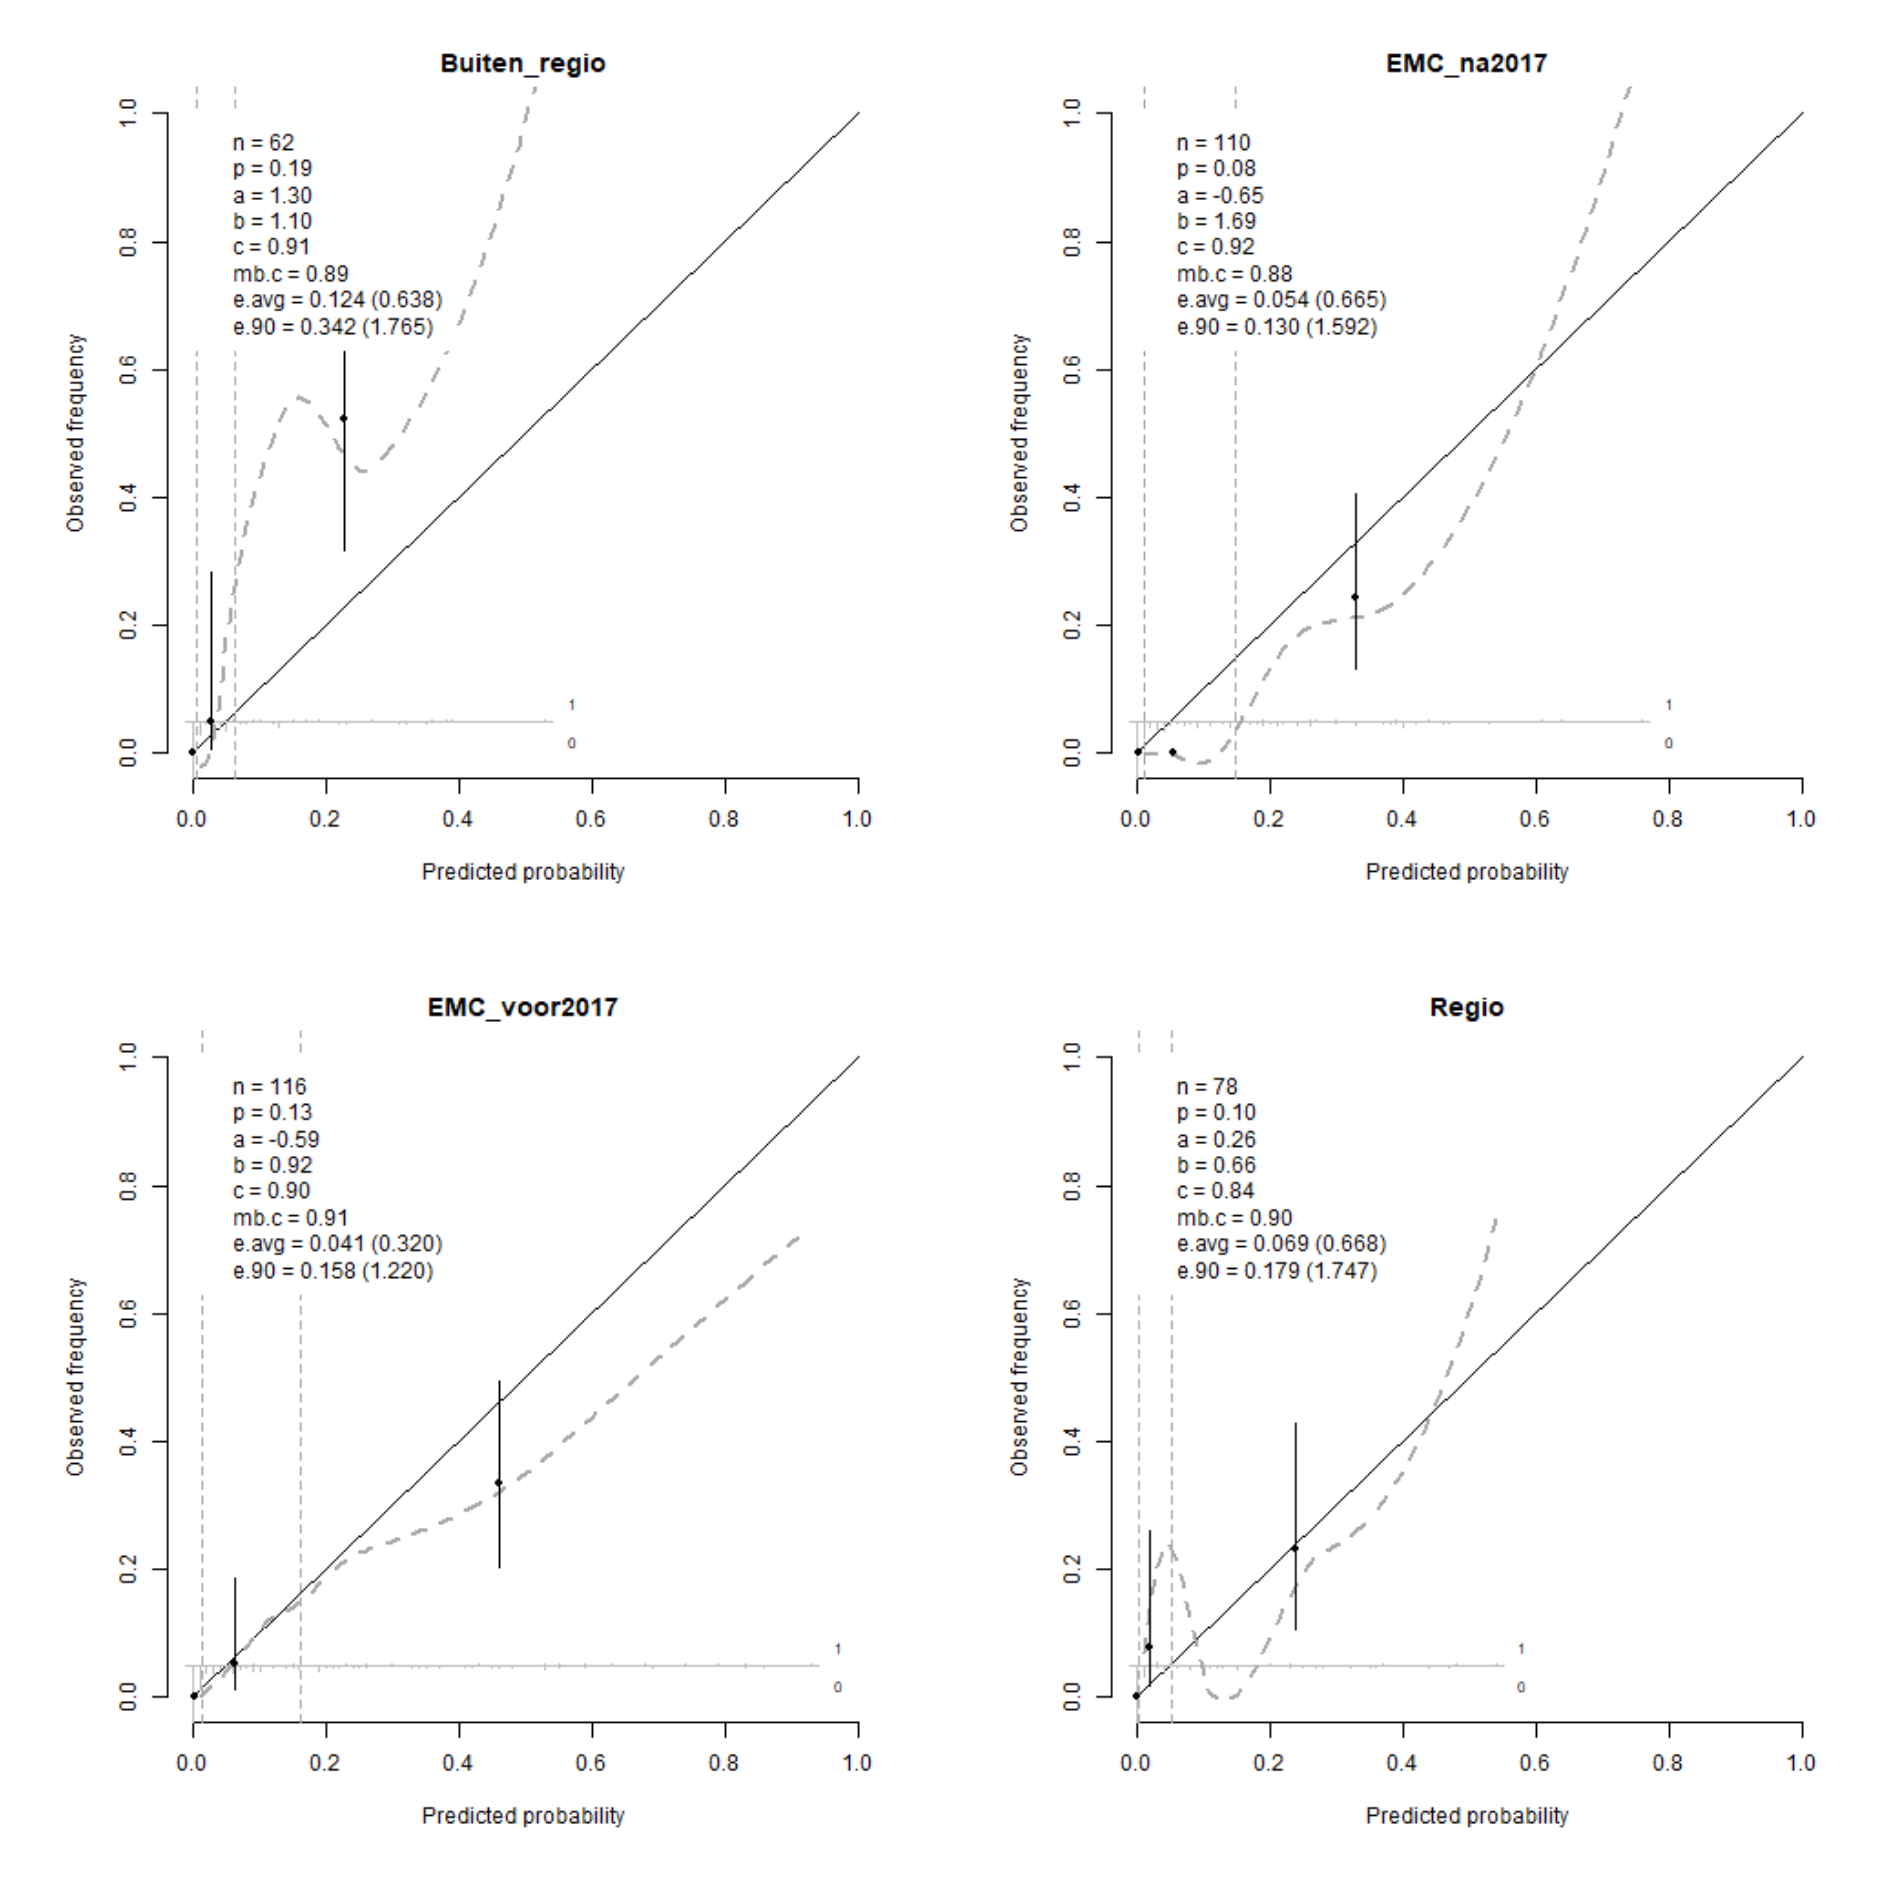 Buiten_regio
n = 62
p = 0.19
a = 1.30
b = 1.10
c = 0.91
mb.c = 0.89
e.avg = 0.124 (0.638)
e.90 = 0.342 (1.765)
Observed frequency
0.0 0.2 0.4 0.6 0.8 1.0
1
0
0.0 0.2 0.4 0.6 0.8 1.0
Predicted probability
EMC_na2017
n = 110
p = 0.08
a = -0.65
b = 1.69
c = 0.92
mb.c = 0.88
e.avg = 0.054 (0.665)
e.90 = 0.130 (1.592)
Observed frequency
0.0 0.2 0.4 0.6 0.8 1.0
1
0
0.0 0.2 0.4 0.6 0.8 1.0
Predicted probability
EMC_voor2017
n = 116
p = 0.13
a = -0.59
b = 0.92
c = 0.90
mb.c = 0.91
e.avg = 0.041 (0.320)
e.90 = 0.158 (1.220)
Observed frequency
0.0 0.2 0.4 0.6 0.8 1.0
1
0
0.0 0.2 0.4 0.6 0.8 1.0
Predicted probability
Regio
n = 78
p = 0.10
a = 0.26
b = 0.66
c = 0.84
mb.c = 0.90
e.avg = 0.069 (0.668)
e.90 = 0.179 (1.747)
Observed frequency
0.0 0.2 0.4 0.6 0.8 1.0
1
0
0.0 0.2 0.4 0.6 0.8 1.0
Predicted probability